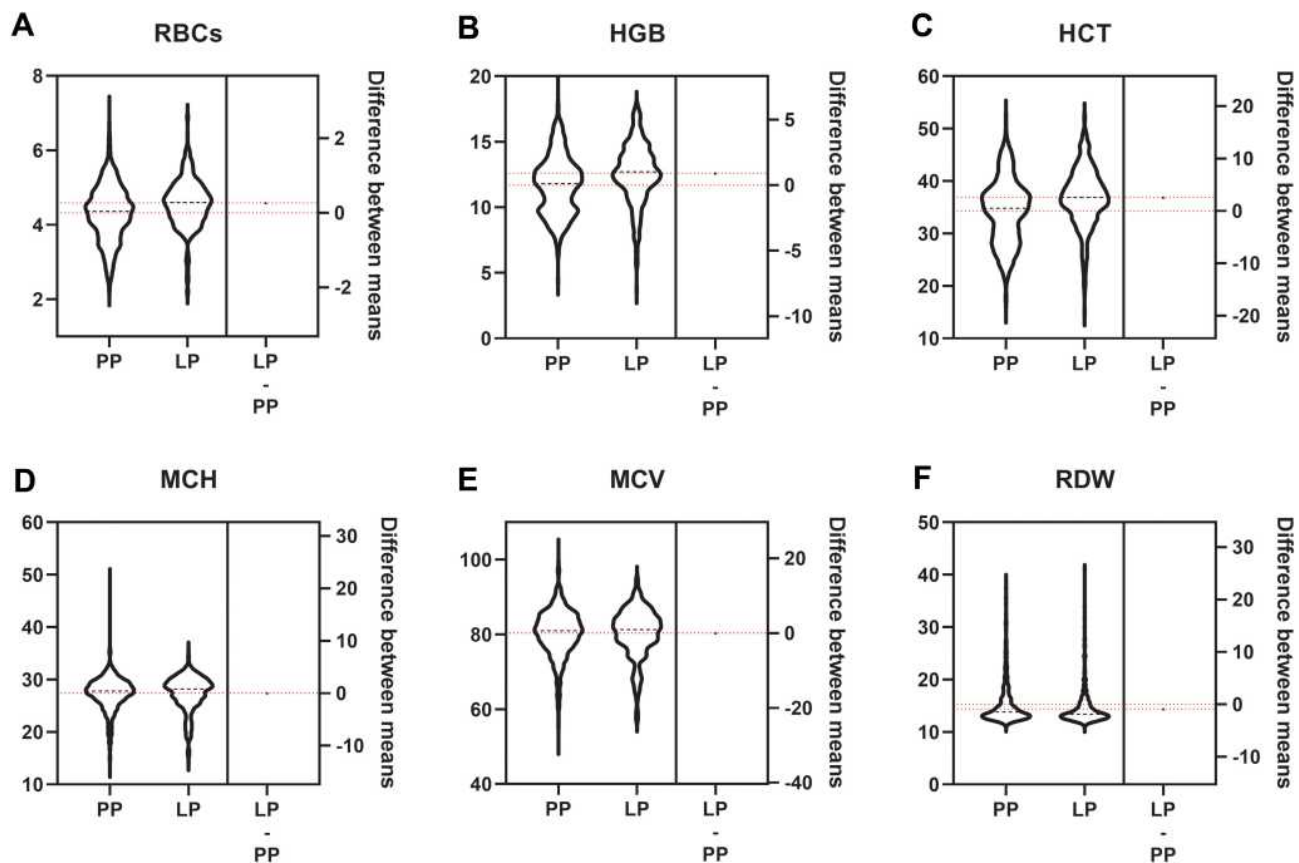 A
RBCs
8
6
4
2
2
0
-2
Difference between means
PP
LP
LP
-
PP
B
HGB
20
15
10
5
0
5
0
-5
-10
Difference between means
PP
LP
LP
-
PP
C
HCT
60
50
40
30
20
10
20
10
0
-10
-20
Difference between means
PP
LP
LP
-
PP
D
MCH
60
50
40
30
20
10
30
20
10
0
-10
Difference between means
PP
LP
LP
-
PP
E
MCV
100
80
60
40
20
0
-20
-40
Difference between means
PP
LP
LP
-
PP
F
RDW
50
40
30
20
10
0
30
20
10
0
-10
Difference between means
PP
LP
LP
-
PP